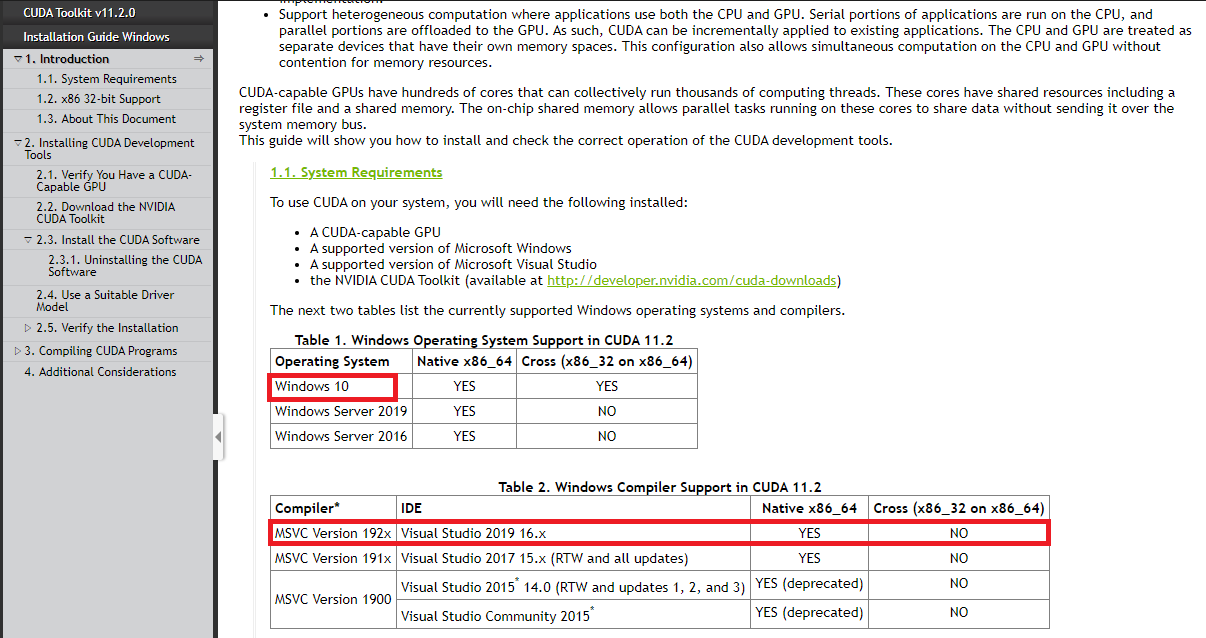 CUDA Toolkit v11.2.0
Installation Guide Windows
▽ 1. Introduction ⇒
1.1. System Requirements
1.2. x86 32-bit Support
1.3. About This Document
▽ 2. Installing CUDA Development
Tools
2.1. Verify You Have a CUDA-
Capable GPU
2.2. Download the NVIDIA
CUDA Toolkit
▽ 2.3. Install the CUDA Software
2.3.1. Uninstalling the CUDA
Software
2.4. Use a Suitable Driver
Model
▷ 2.5. Verify the Installation
▷ 3. Compiling CUDA Programs
4. Additional Considerations
implementation.
• Support heterogeneous computation where applications use both the CPU and GPU. Serial portions of applications are run on the CPU, and
parallel portions are offloaded to the GPU. As such, CUDA can be incrementally applied to existing applications. The CPU and GPU are treated as
separate devices that have their own memory spaces. This configuration also allows simultaneous computation on the CPU and GPU without
contention for memory resources.
CUDA-capable GPUs have hundreds of cores that can collectively run thousands of computing threads. These cores have shared resources including a
register file and a shared memory. The on-chip shared memory allows parallel tasks running on these cores to share data without sending it over the
system memory bus.
This guide will show you how to install and check the correct operation of the CUDA development tools.
1.1. System Requirements
To use CUDA on your system, you will need the following installed:
• A CUDA-capable GPU
• A supported version of Microsoft Windows
• A supported version of Microsoft Visual Studio
• the NVIDIA CUDA Toolkit (available at http://developer.nvidia.com/cuda-downloads)
The next two tables list the currently supported Windows operating systems and compilers.
Table 1. Windows Operating System Support in CUDA 11.2
Operating System Native x86_64 Cross (x86_32 on x86_64)
Windows 10 YES YES
Windows Server 2019 YES NO
Windows Server 2016 YES NO
Table 2. Windows Compiler Support in CUDA 11.2
Compiler* IDE Native x86_64 Cross (x86_32 on x86_64)
MSVC Version 192x Visual Studio 2019 16.x YES NO
MSVC Version 191x Visual Studio 2017 15.x (RTW and all updates) YES NO
MSVC Version 1900 Visual Studio 2015* 14.0 (RTW and updates 1, 2, and 3) YES (deprecated) NO
Visual Studio Community 2015* YES (deprecated) NO